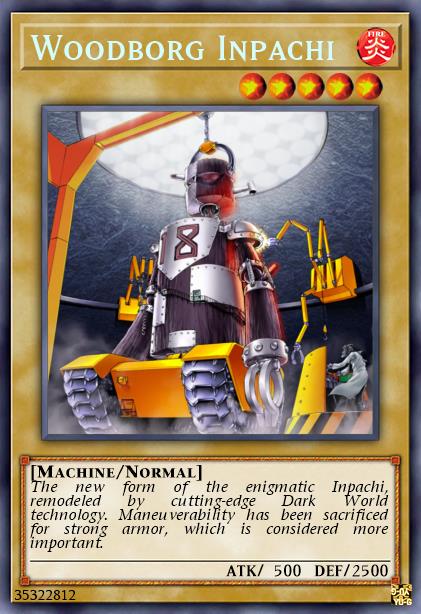 WOODBORG INPACHI
FIRE
炎
18
[MACHINE/NORMAL]
The new form of the enigmatic Inpachi,
remodeled by cutting-edge Dark World
technology. Maneuverability has been sacrificed
for strong armor, which is considered more
important.
ATK/ 500 DEF/2500
35322812